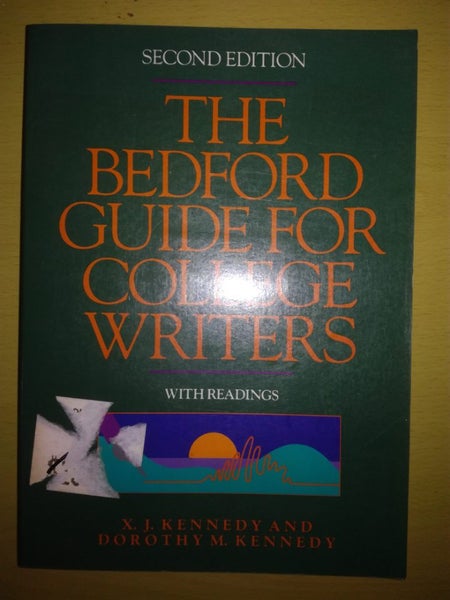 SECOND EDITION
THE
BEDFORD
GUIDE FOR
COLLEGE
WRITERS
WITH READINGS
X. J. KENNEDY AND
DOROTHY M. KENNEDY